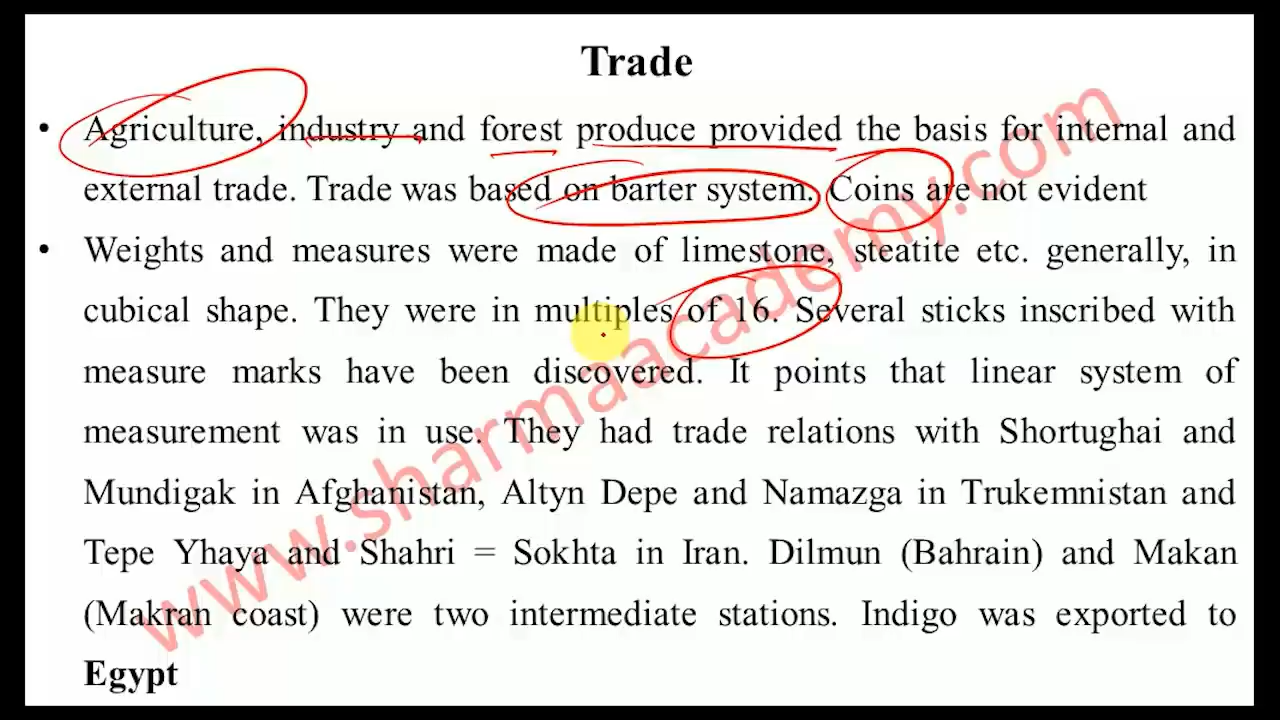 Trade
• Agriculture, industry and forest produce provided the basis for internal and
external trade. Trade was based on barter system. Coins are not evident
• Weights and measures were made of limestone, steatite etc. generally, in
cubical shape. They were in multiples of 16. Several sticks inscribed with
measure marks have been discovered. It points that linear system of
measurement was in use. They had trade relations with Shortughai and
Mundigak in Afghanistan, Altyn Depe and Namazga in Trukemnistan and
Tepe Yhaya and Shahri = Sokhta in Iran. Dilmun (Bahrain) and Makan
(Makran coast) were two intermediate stations. Indigo was exported to
Egypt
www.sharmaacademy.com